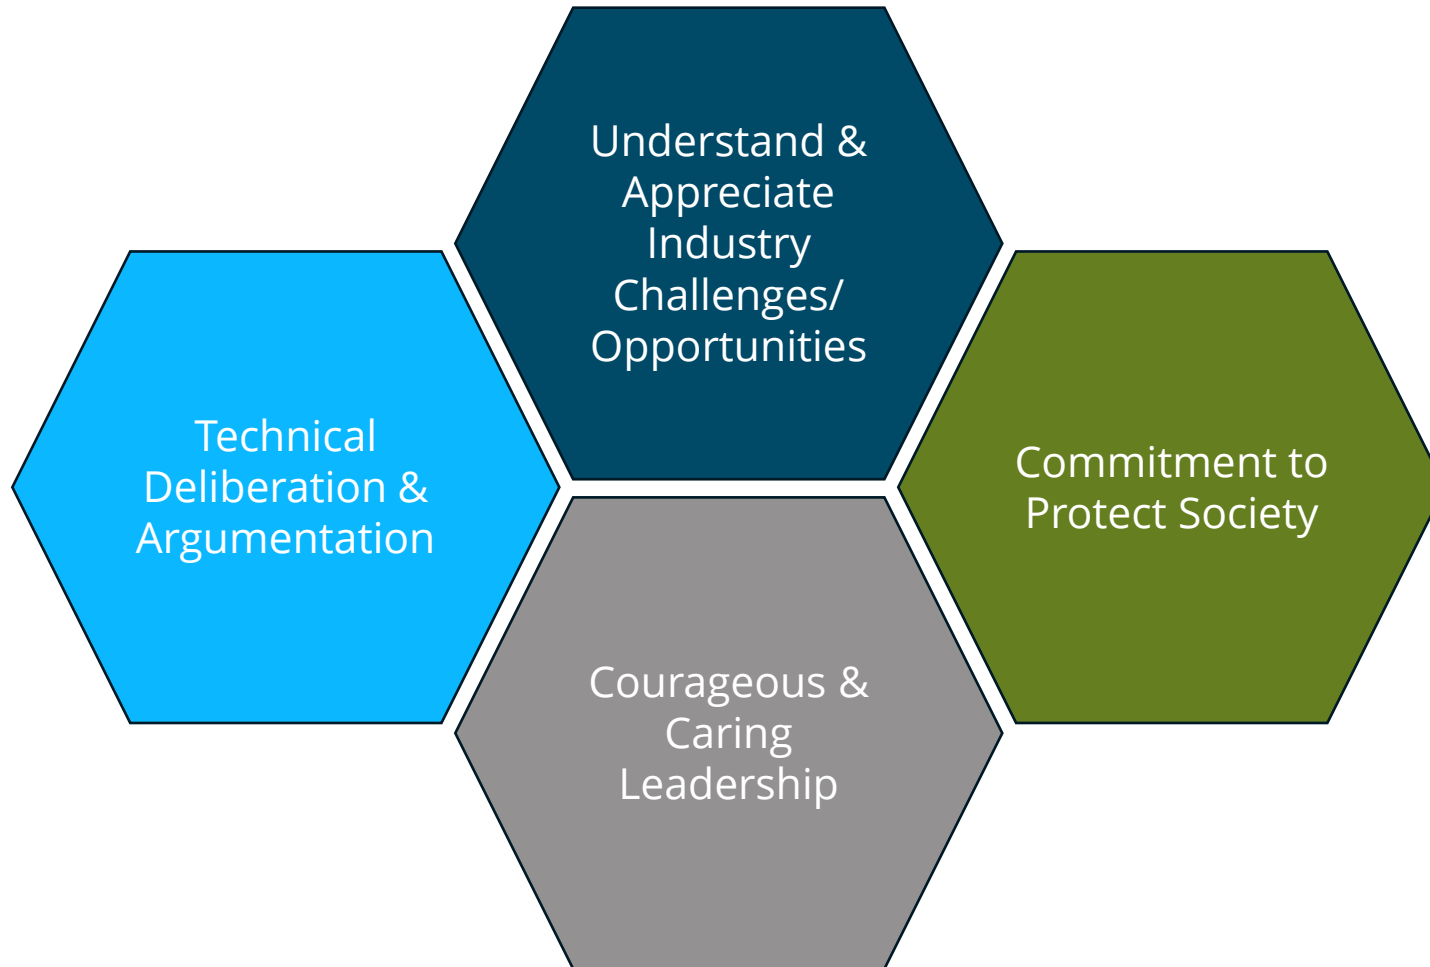 Understand &
Appreciate
Industry
Challenges/
Opportunities
Technical
Deliberation &
Argumentation
Commitment to
Protect Society
Courageous &
Caring
Leadership